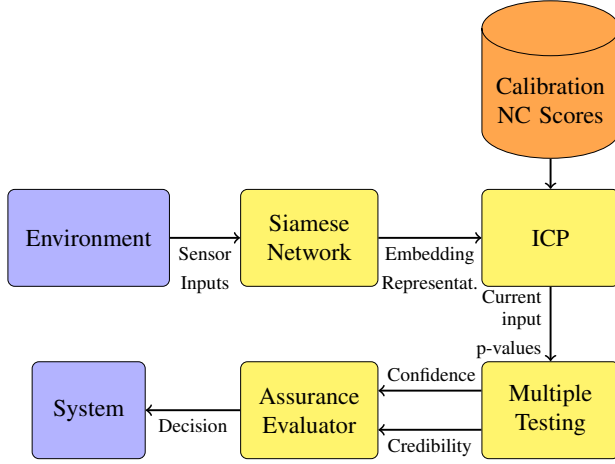 Calibration
NC Scores
Environment
Sensor
Inputs
Siamese
Network
Embedding
Representat.
ICP
Current
input
p-values
System
Decision
Assurance
Evaluator
Confidence
Credibility
Multiple
Testing